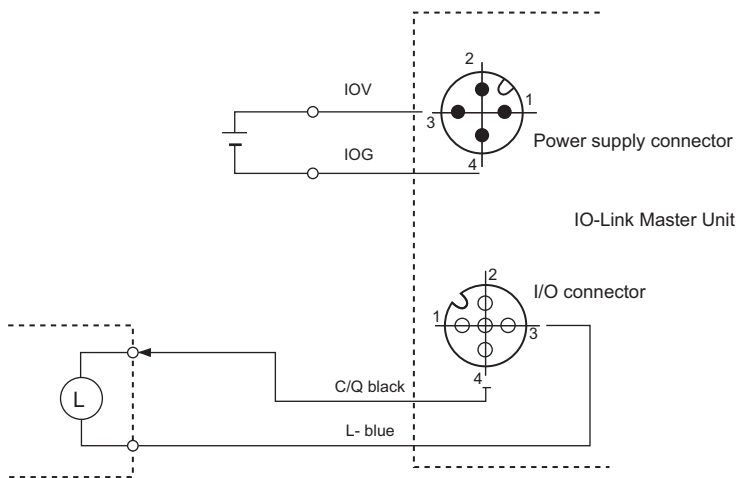 2
IOV
1
3
Power supply connector
IOG
4
IO-Link Master Unit
2
I/O connector
1
3
4
C/Q black
L
L- blue